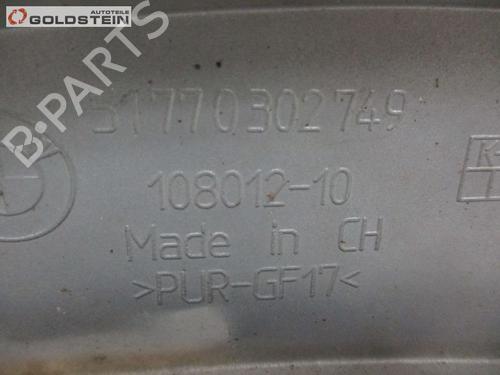 AUTOTEILE
GOLDSTEIN
B-PARTS
51770302749
108012-10
Made in CH
>PUR-GF17<